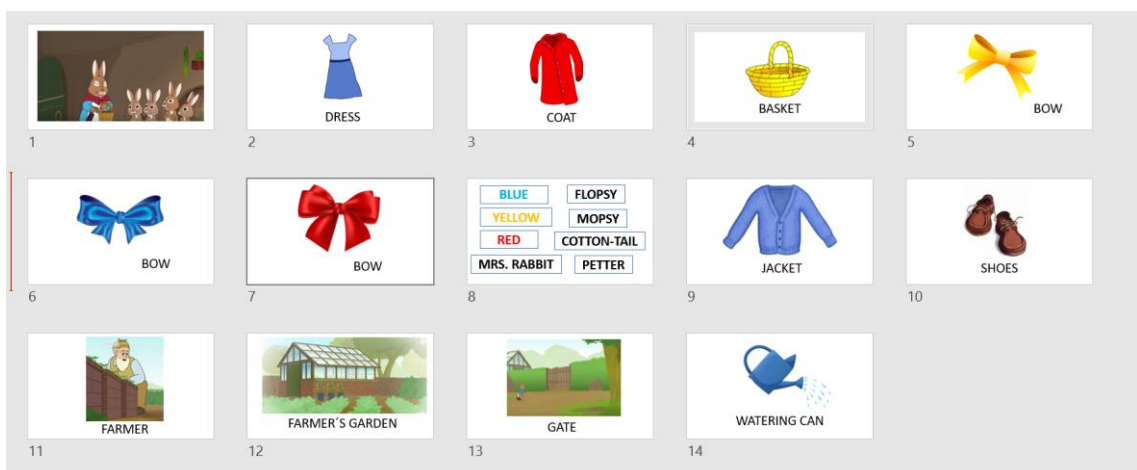 1
DRESS
2
COAT
3
BASKET
4
BOW
5
BOW
6
BOW
7
BLUE FLOPSY
YELLOW MOPSY
RED COTTON-TAIL
MRS. RABBIT PETTER
8
JACKET
9
SHOES
10
FARMER
11
FARMER´S GARDEN
12
GATE
13
WATERING CAN
14